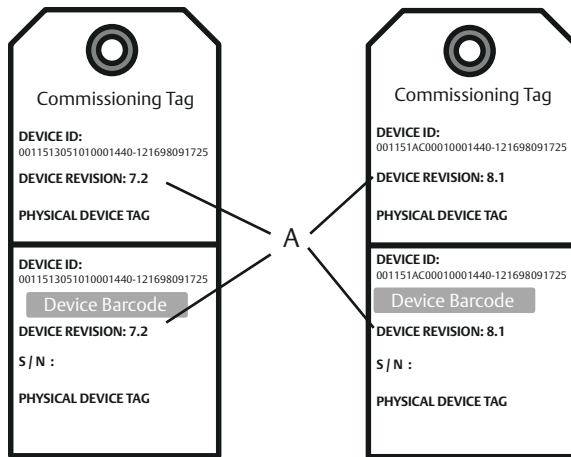 Commissioning Tag
DEVICE ID:
0011513051010001440-121698091725
DEVICE REVISION: 7.2
PHYSICAL DEVICE TAG
DEVICE ID:
0011513051010001440-121698091725
Device Barcode
DEVICE REVISION: 7.2
S / N :
PHYSICAL DEVICE TAG
A
Commissioning Tag
DEVICE ID:
001151AC00010001440-121698091725
DEVICE REVISION: 8.1
PHYSICAL DEVICE TAG
DEVICE ID:
001151AC00010001440-121698091725
Device Barcode
DEVICE REVISION: 8.1
S / N :
PHYSICAL DEVICE TAG